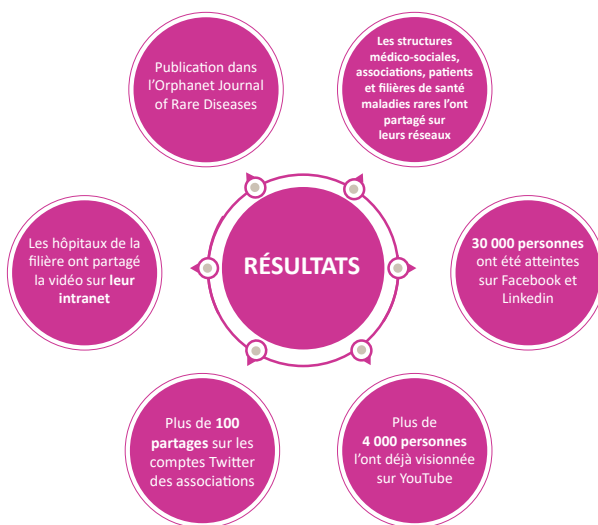 Publication dans
l'Orphanet Journal
of Rare Diseases
Les structures
médico-sociales,
associations, patients
et filières de santé
maladies rares l'ont
partagé sur
leurs réseaux
Les hôpitaux de la
filière ont partagé
la vidéo sur leur
intranet
RÉSULTATS
30 000 personnes
ont été atteintes
sur Facebook et
Linkedin
Plus de 100
partages sur les
comptes Twitter
des associations
Plus de
4 000 personnes
l'ont déjà visionnée
sur YouTube